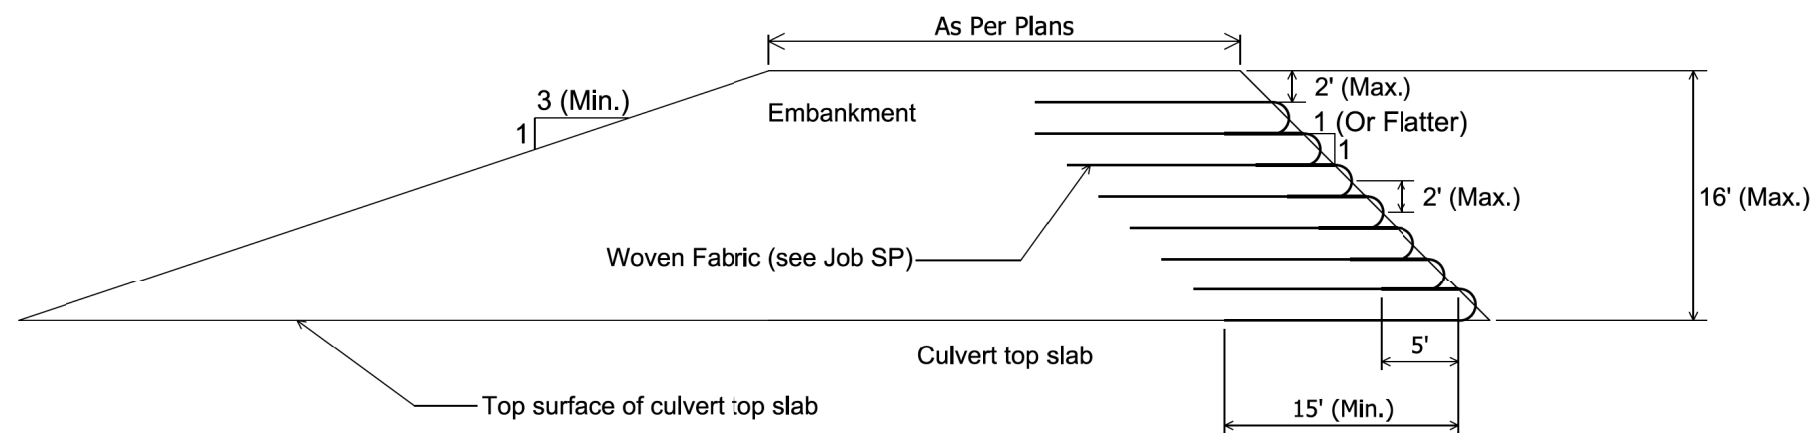 As Per Plans
2' (Max.)
3 (Min.)
1
Embankment
1 (Or Flatter)
1
2' (Max.)
16' (Max.)
Woven Fabric (see Job SP)
Culvert top slab
5'
Top surface of culvert top slab
15' (Min.)